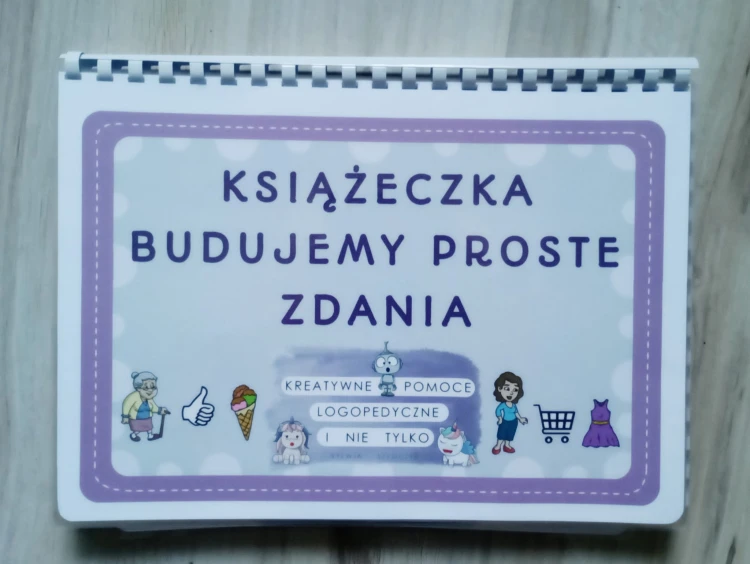 KSIĄŻECZKA
BUDUJEMY PROSTE
ZDANIA
KREATYWNE POMOCE
LOGOPEDYCZNE
I NIE TYLKO